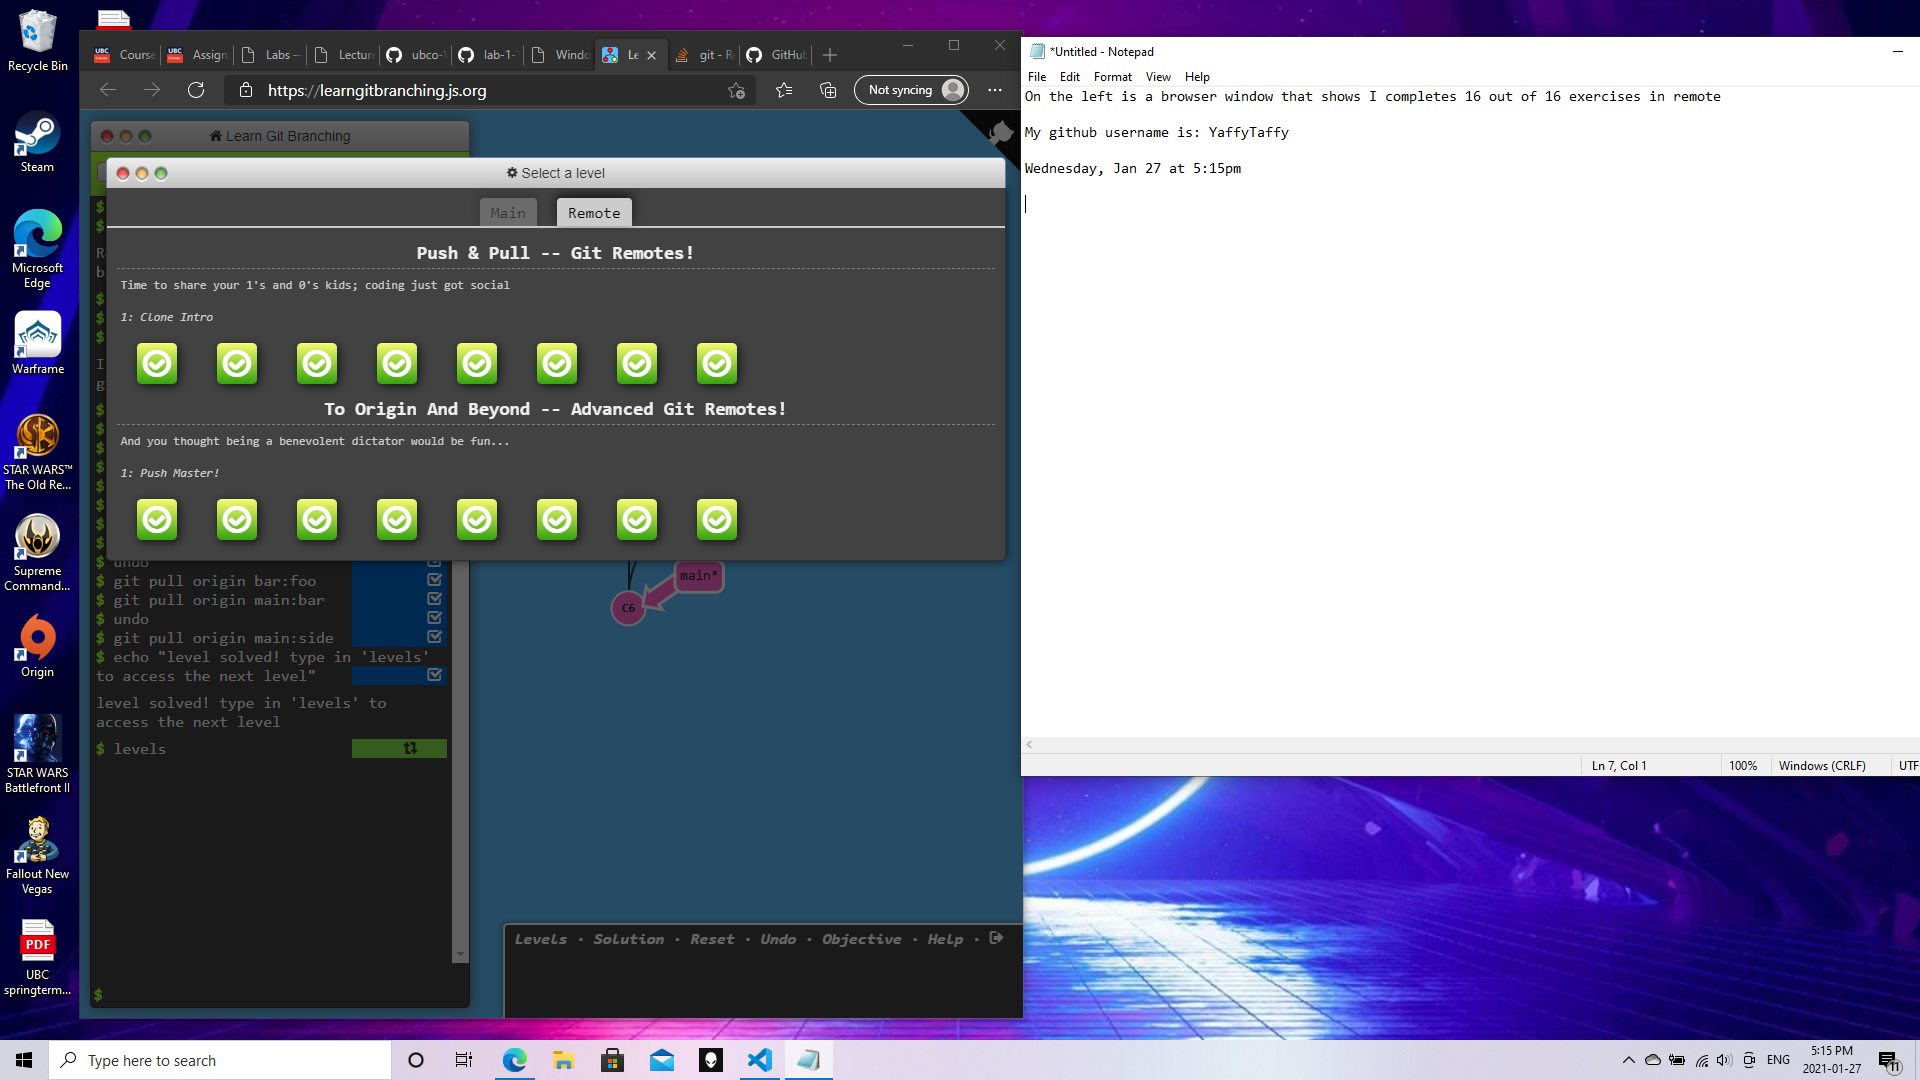 Recycle Bin
Steam
Microsoft
Edge
Warframe
STAR WARS™
The Old Re...
Supreme
Command...
Origin
STAR WARS
Battlefront II
Fallout New
Vegas
PDF
UBC
springterm...
UBC Course
UBC Assign
Labs –
Lecture
ubco-
lab-1-
Windo
Le
git - R
GitHub
https://learngitbranching.js.org
Not syncing
Learn Git Branching
Select a level
Main
Remote
Push & Pull -- Git Remotes!
Time to share your 1's and 0's kids; coding just got social
1: Clone Intro
To Origin And Beyond -- Advanced Git Remotes!
And you thought being a benevolent dictator would be fun...
1: Push Master!
$ undo
$ git pull origin bar:foo
$ git pull origin main:bar
$ undo
$ git pull origin main:side
$ echo "level solved! type in 'levels'
to access the next level"
level solved! type in 'levels' to
access the next level
$ levels
$
main*
C6
Levels · Solution · Reset · Undo · Objective · Help ·
*Untitled - Notepad
File Edit Format View Help
On the left is a browser window that shows I completes 16 out of 16 exercises in remote
My github username is: YaffyTaffy
Wednesday, Jan 27 at 5:15pm
Ln 7, Col 1
100%
Windows (CRLF)
UTF
Type here to search
ENG
5:15 PM
2021-01-27
11